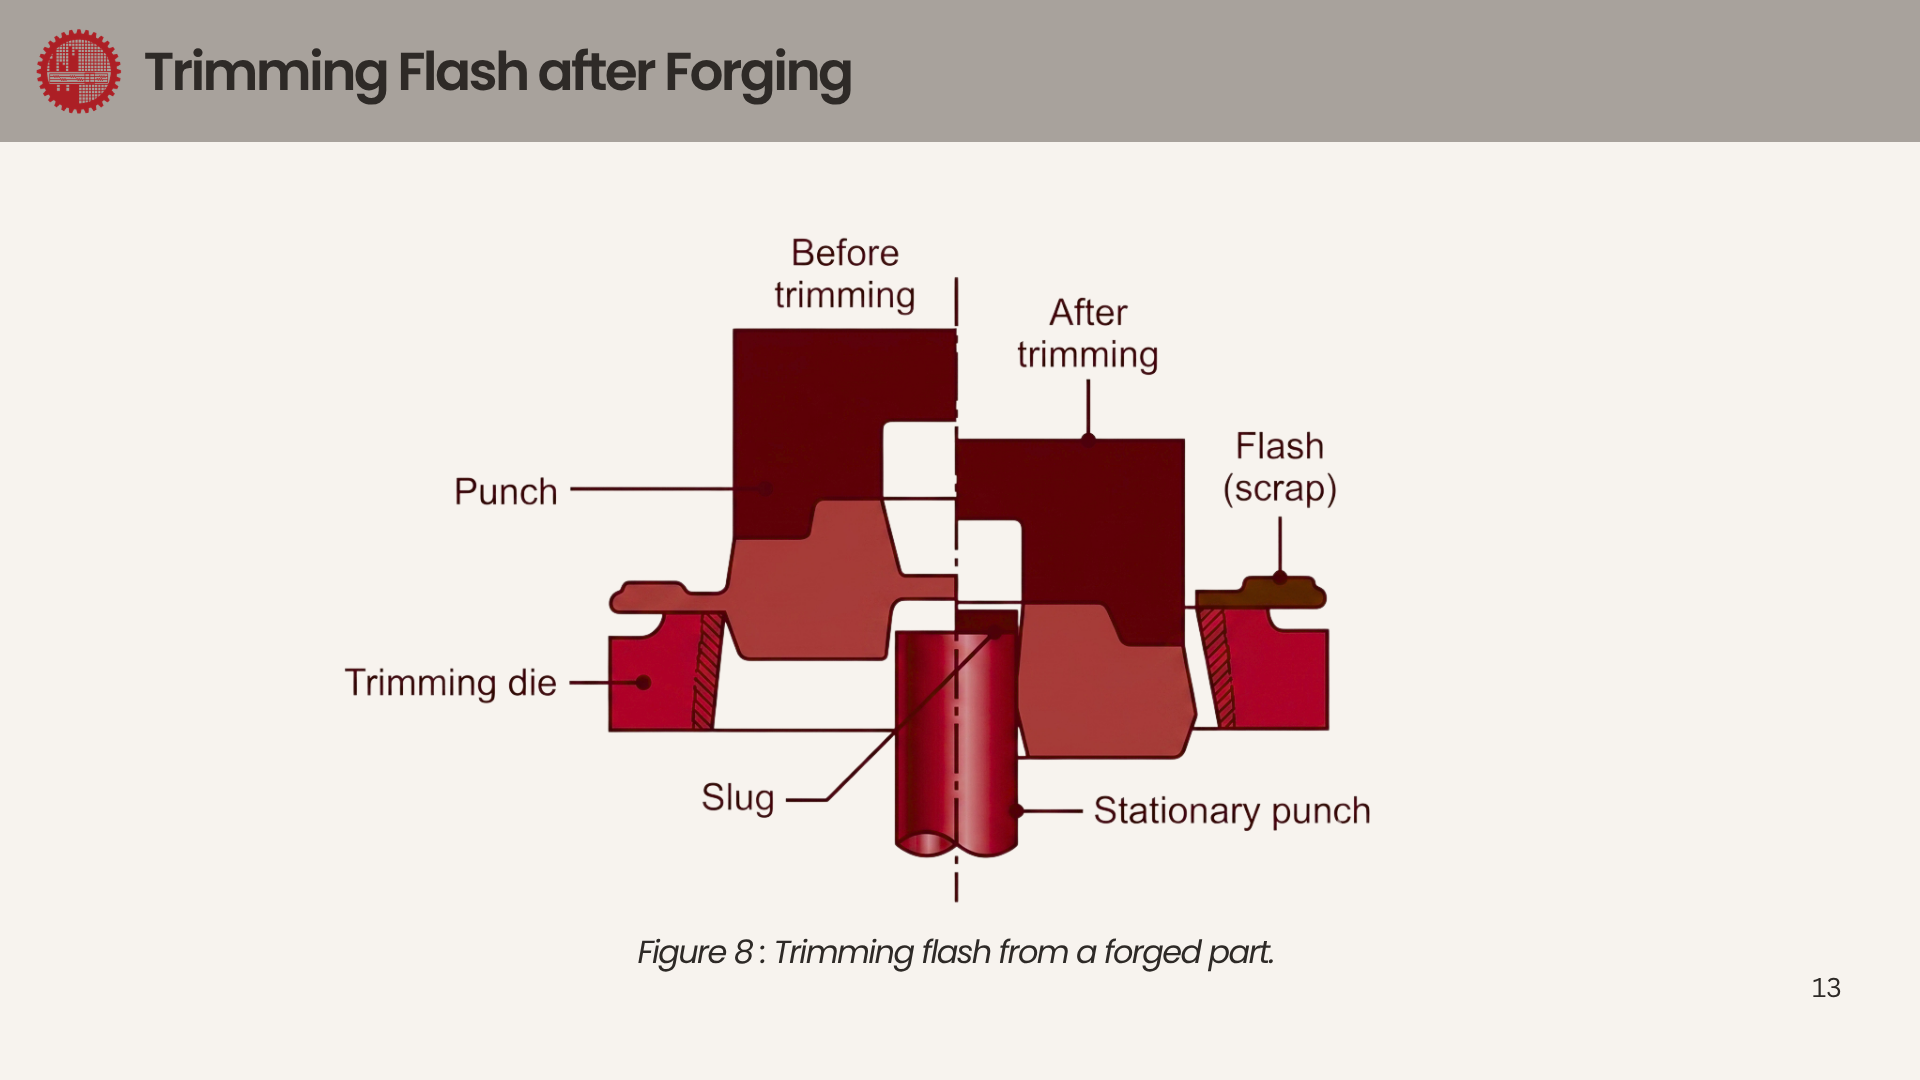 Trimming Flash after Forging
Before
trimming
After
trimming
Flash
(scrap)
Punch
Trimming die
Slug
Stationary punch
Figure 8 : Trimming flash from a forged part.
13